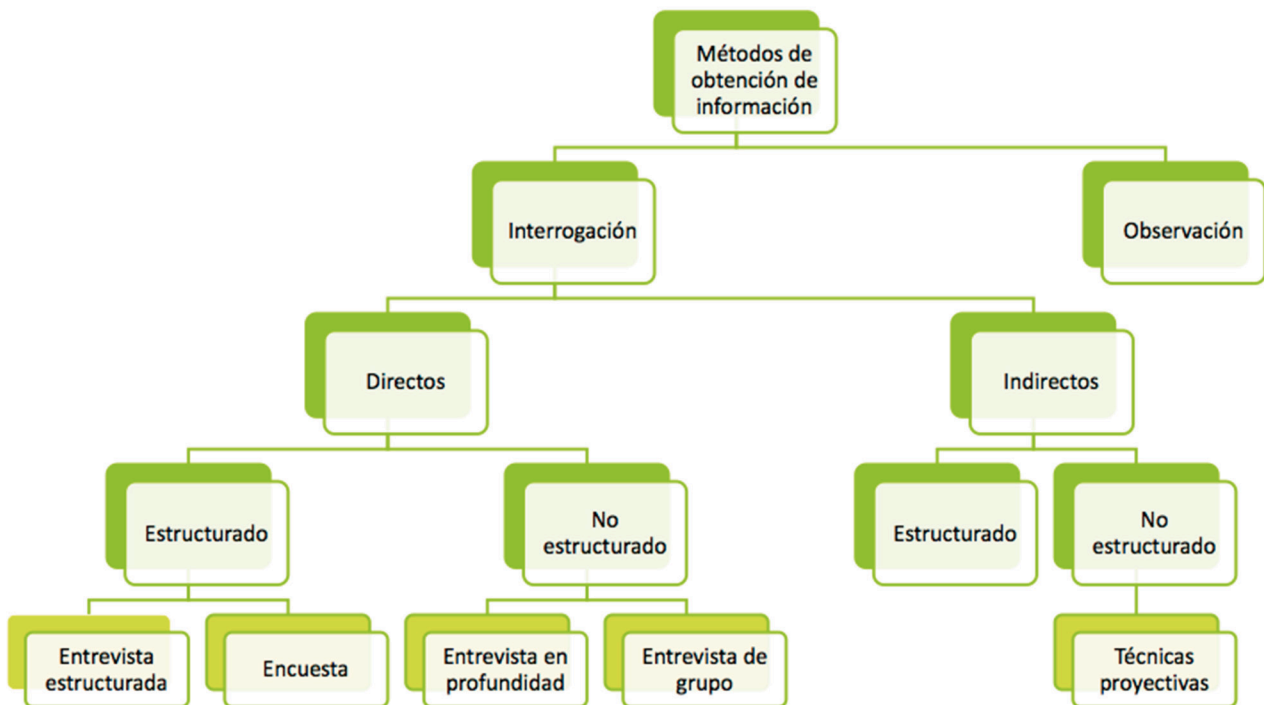 Métodos de
obtención de
información
Interrogación
Observación
Directos
Indirectos
Estructurado
No
estructurado
Estructurado
No
estructurado
Entrevista
estructurada
Encuesta
Entrevista en
profundidad
Entrevista de
grupo
Técnicas
proyectivas